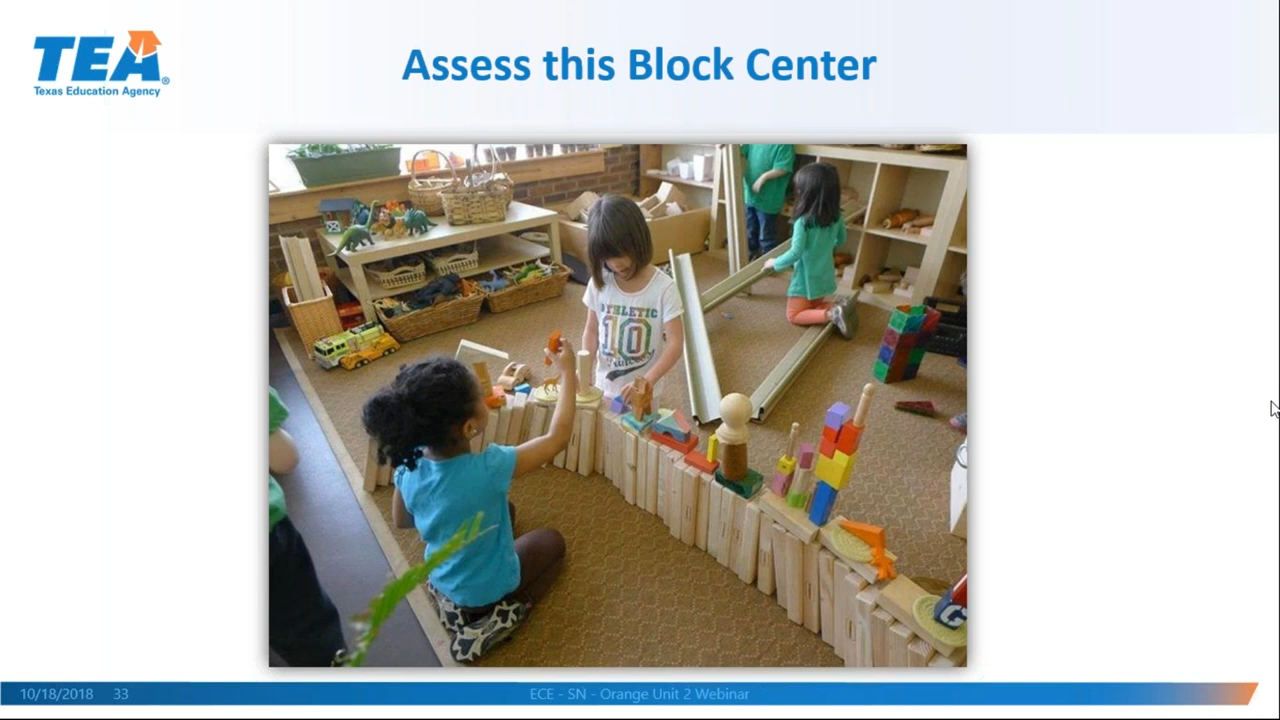 TEA®
Texas Education Agency
Assess this Block Center
ATHLETIC
10
G
10/18/2018 33
ECE - SN - Orange Unit 2 Webinar